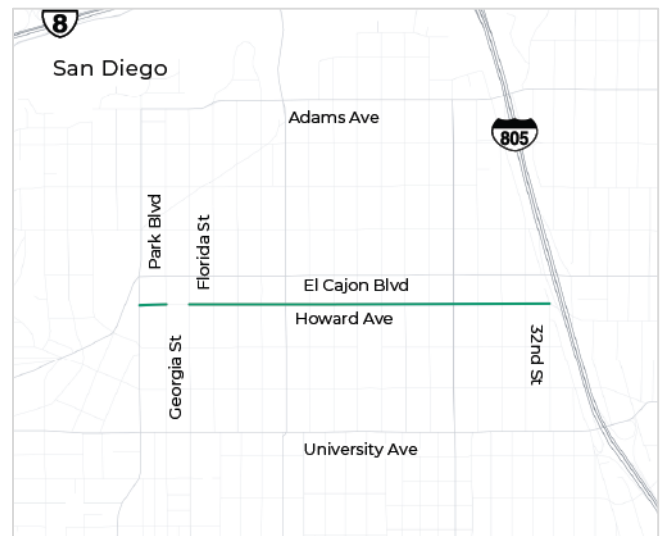 8
San Diego
Adams Ave
805
Park Blvd
Florida St
El Cajon Blvd
Howard Ave
Georgia St
32nd St
University Ave